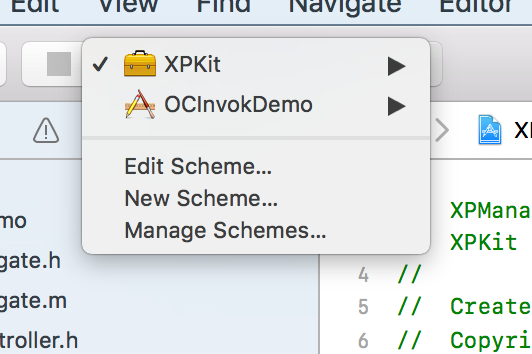 Edit View Find Navigate Editor
XPKit
OCInvokDemo
Edit Scheme...
New Scheme...
Manage Schemes...
XPMana
XPKit
4 //
5 // Create
6 // Copyri
mo
gate.h
gate.m
troller.h